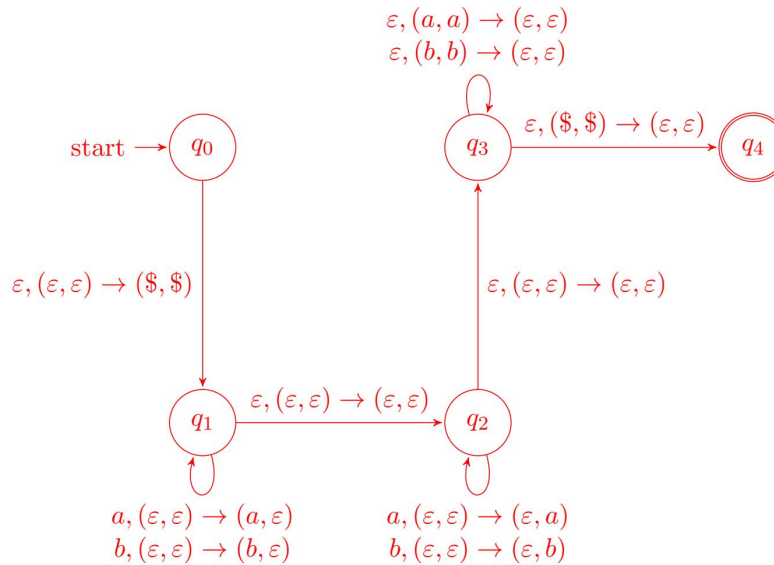 ε, (a, a) → (ε, ε)
ε, (b, b) → (ε, ε)
start
q₀
q₃
ε, ($, $) → (ε, ε)
q₄
ε, (ε, ε) → ($, $)
ε, (ε, ε) → (ε, ε)
q₁
ε, (ε, ε) → (ε, ε)
q₂
a, (ε, ε) → (a, ε)
b, (ε, ε) → (b, ε)
a, (ε, ε) → (ε, a)
b, (ε, ε) → (ε, b)